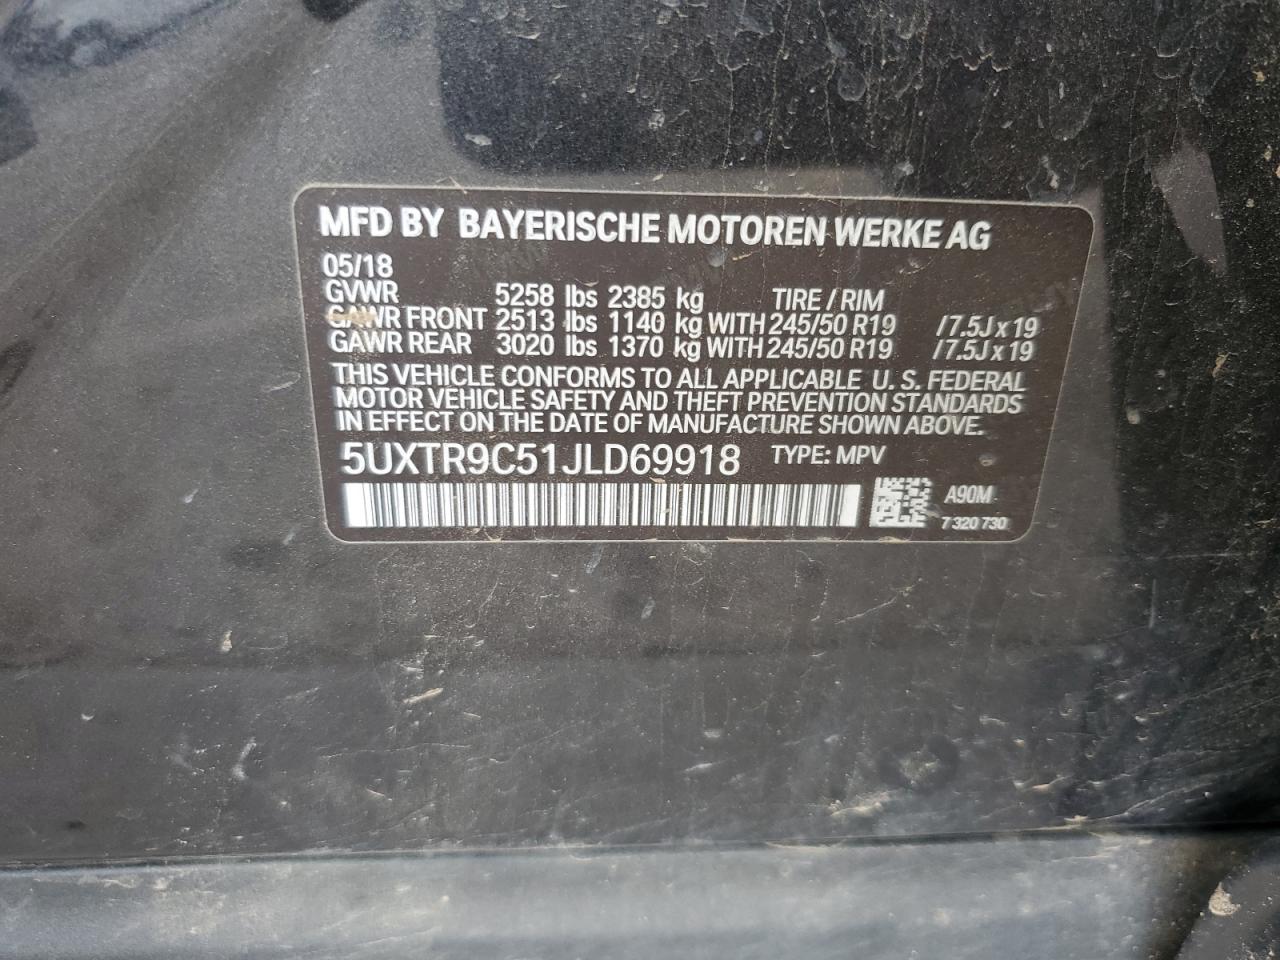 MFD BY BAYERISCHE MOTOREN WERKE AG
05/18
GVWR 5258 lbs 2385 kg TIRE / RIM
GAWR FRONT 2513 lbs 1140 kg WITH 245/50 R19 /7.5J x 19
GAWR REAR 3020 lbs 1370 kg WITH 245/50 R19 /7.5J x 19
THIS VEHICLE CONFORMS TO ALL APPLICABLE U. S. FEDERAL
MOTOR VEHICLE SAFETY AND THEFT PREVENTION STANDARDS
IN EFFECT ON THE DATE OF MANUFACTURE SHOWN ABOVE.
5UXTR9C51JLD69918 TYPE: MPV
A90M
7 320 730